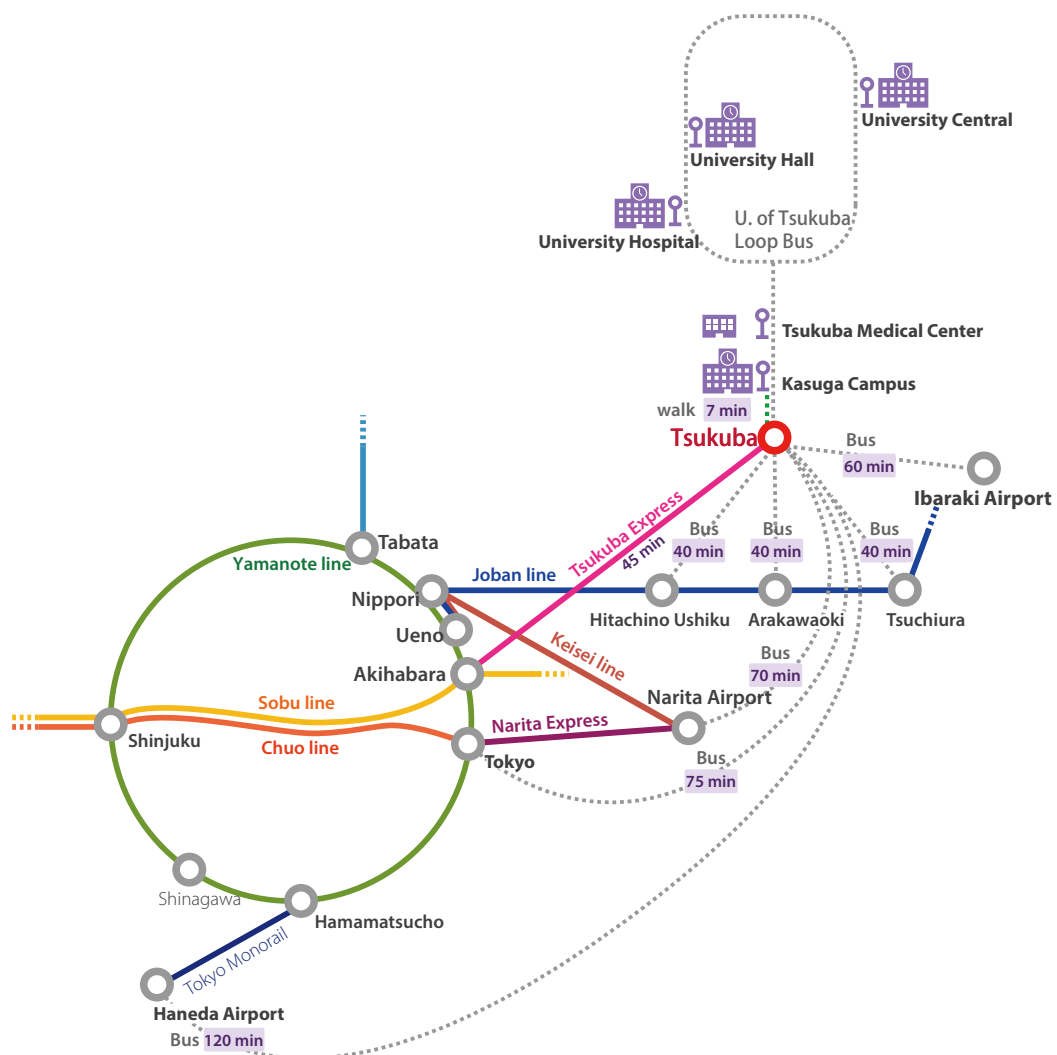 University Central
University Hall
University Hospital
U. of Tsukuba
Loop Bus
Tsukuba Medical Center
Kasuga Campus
walk 7 min
Tsukuba
Bus
60 min
Ibaraki Airport
Tsukuba Express
45 min
Bus
40 min
Bus
40 min
Bus
40 min
Tabata
Yamanote line
Joban line
Nippori
Hitachino Ushiku
Arakawaoki
Tsuchiura
Ueno
Keisei line
Akihabara
Bus
70 min
Narita Airport
Sobu line
Narita Express
Shinjuku
Chuo line
Tokyo
Bus
75 min
Shinagawa
Hamamatsucho
Tokyo Monorail
Haneda Airport
Bus 120 min